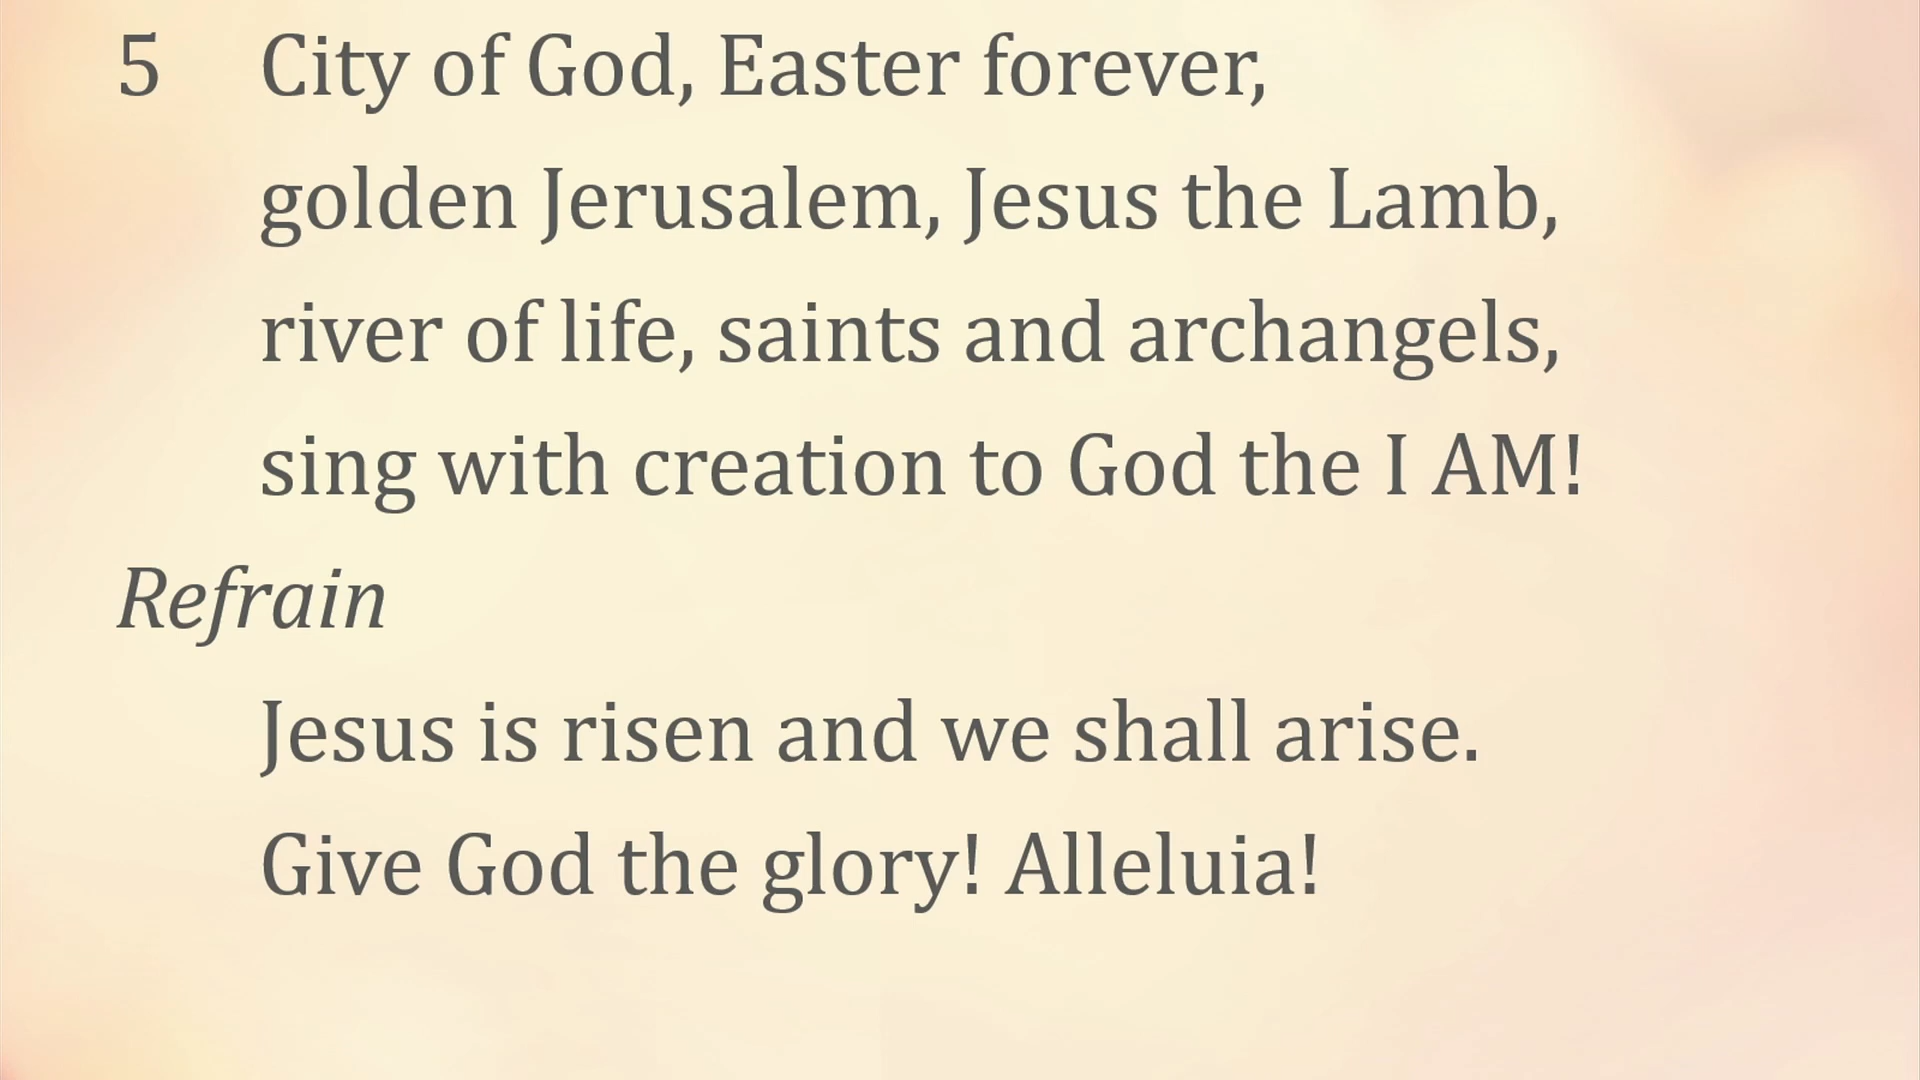 5 City of God, Easter forever,
golden Jerusalem, Jesus the Lamb,
river of life, saints and archangels,
sing with creation to God the I AM!
Refrain
Jesus is risen and we shall arise.
Give God the glory! Alleluia!